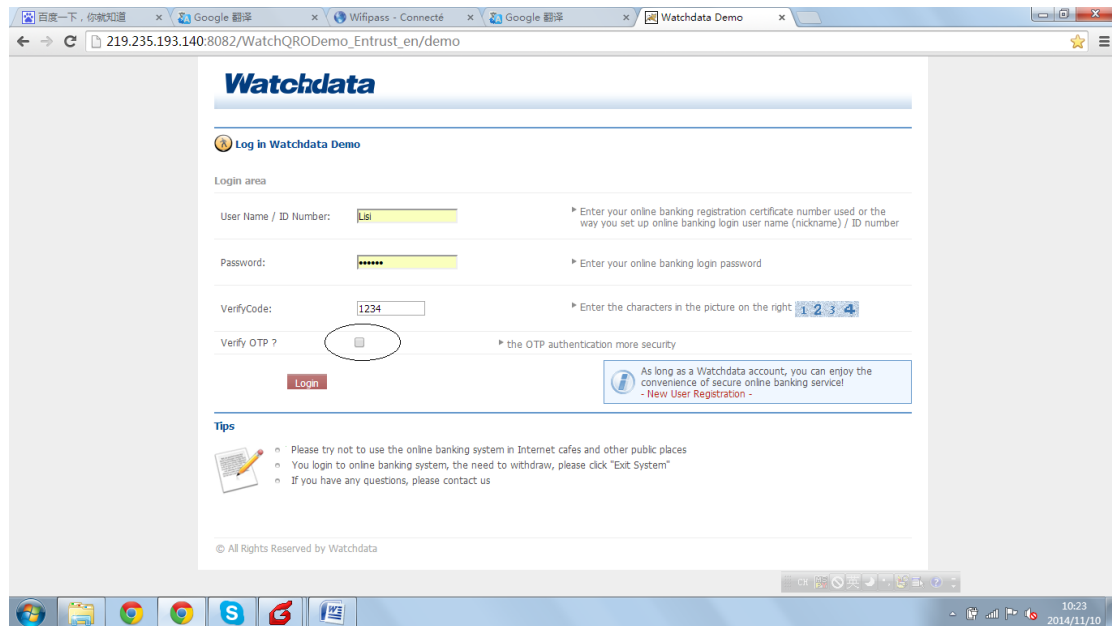 百度一下，你就知道
Google 翻译
Wifipass - Connecté
Google 翻译
Watchdata Demo
219.235.193.140:8082/WatchQRODemo_Entrust_en/demo
Watchdata
Log in Watchdata Demo
Login area
User Name / ID Number:
Lisi
Enter your online banking registration certificate number used or the
way you set up online banking login user name (nickname) / ID number
Password:
••••••
Enter your online banking login password
VerifyCode:
1234
Enter the characters in the picture on the right
1 2 3 4
Verify OTP ?
the OTP authentication more security
Login
As long as a Watchdata account, you can enjoy the
convenience of secure online banking service!
- New User Registration -
Tips
Please try not to use the online banking system in Internet cafes and other public places
You login to online banking system, the need to withdraw, please click "Exit System"
If you have any questions, please contact us
© All Rights Reserved by Watchdata
CH 英
10:23
2014/11/10